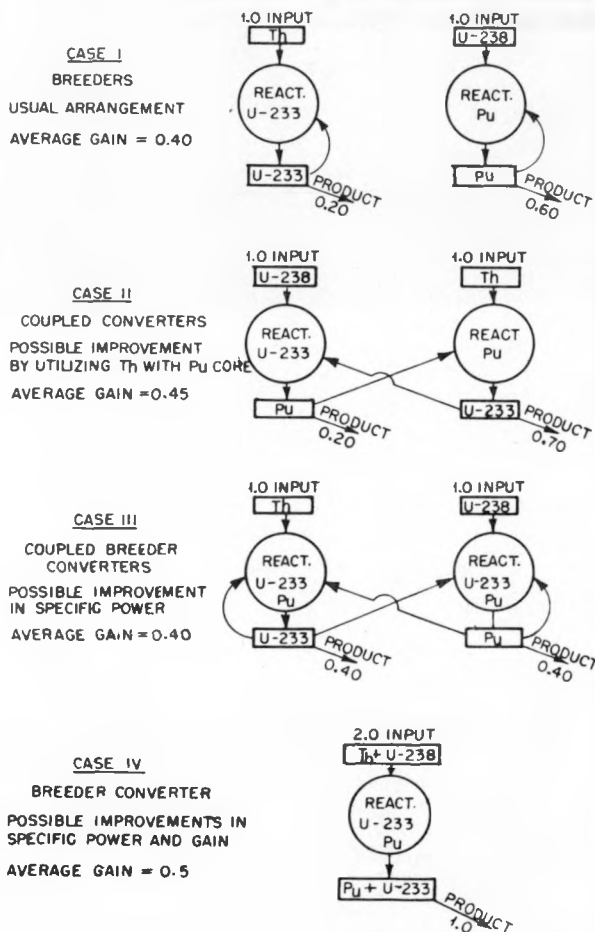 CASE I
BREEDERS
USUAL ARRANGEMENT
AVERAGE GAIN = 0.40
1.0 INPUT
Th
REACT.
U-233
U-233
PRODUCT
0.20
1.0 INPUT
U-238
REACT.
Pu
Pu
PRODUCT
0.60
CASE II
COUPLED CONVERTERS
POSSIBLE IMPROVEMENT
BY UTILIZING Th WITH Pu CORE
AVERAGE GAIN = 0.45
1.0 INPUT
U-238
REACT.
U-233
Pu
PRODUCT
0.20
1.0 INPUT
Th
REACT
Pu
U-233
PRODUCT
0.70
CASE III
COUPLED BREEDER
CONVERTERS
POSSIBLE IMPROVEMENT
IN SPECIFIC POWER
AVERAGE GAIN = 0.40
1.0 INPUT
Th
REACT.
U-233
Pu
U-233
PRODUCT
0.40
1.0 INPUT
U-238
REACT.
U-233
Pu
Pu
PRODUCT
0.40
CASE IV
BREEDER CONVERTER
POSSIBLE IMPROVEMENTS IN
SPECIFIC POWER AND GAIN
AVERAGE GAIN = 0.5
2.0 INPUT
Th + U-238
REACT.
U-233
Pu
Pu + U-233
PRODUCT
1.0